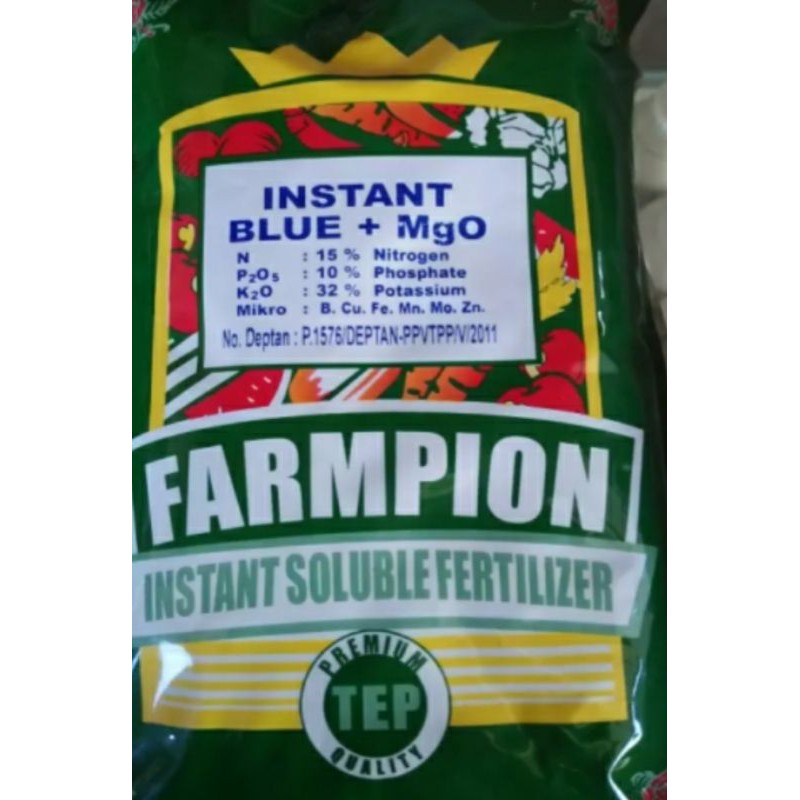 INSTANT
BLUE + MgO
N : 15 % Nitrogen
P₂O₅ : 10 % Phosphate
K₂O : 32 % Potassium
Mikro : B. Cu. Fe. Mn. Mo. Zn.
No. Deptan : P.1576/DEPTAN-PPVTPP/V/2011
FARMPION
INSTANT SOLUBLE FERTILIZER
PREMIUM
TEP
QUALITY